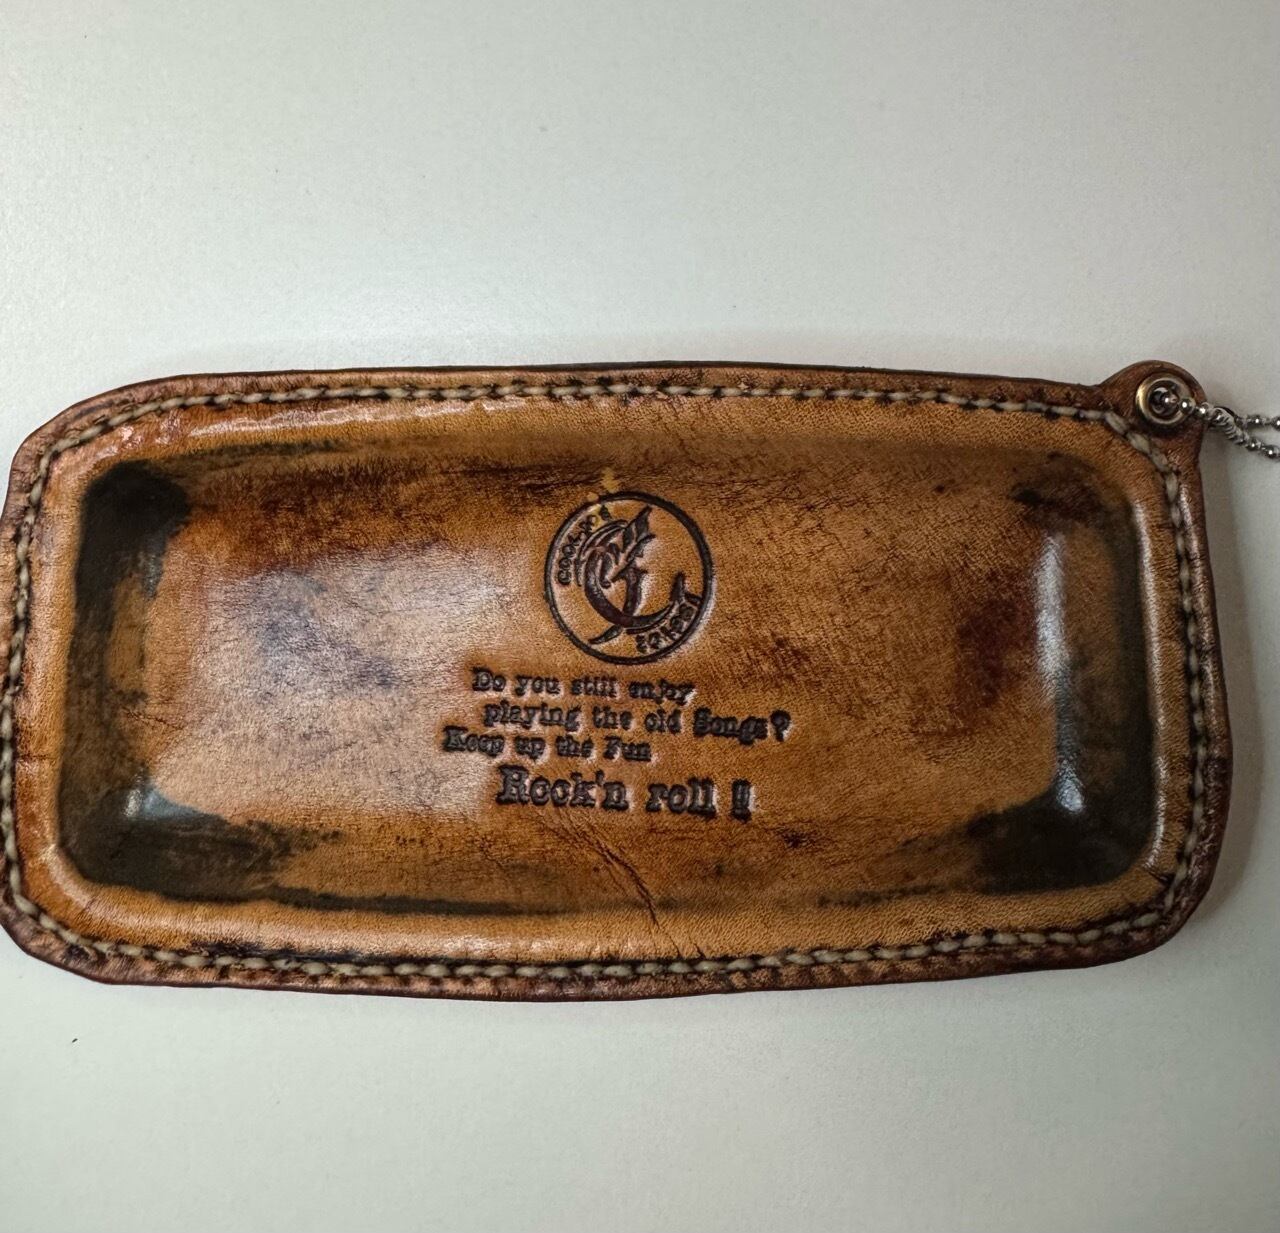 Do you still enjoy
playing the old Songs?
Keep up the Fun
Rock'n roll !!